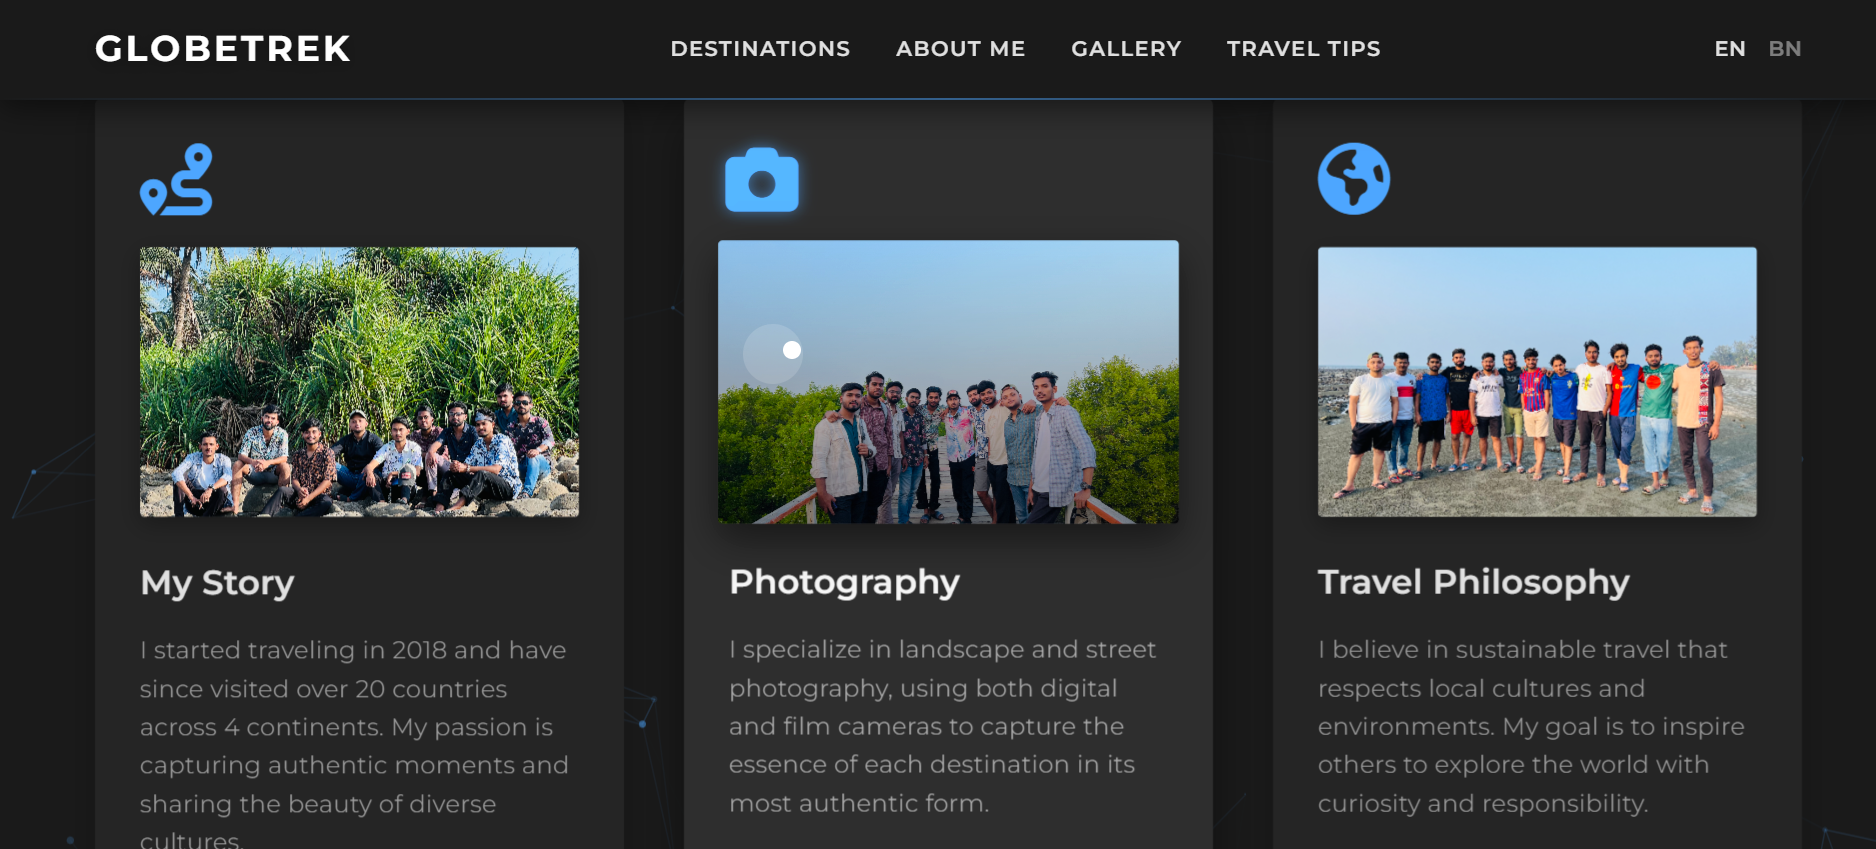 GLOBETREK
DESTINATIONS
ABOUT ME
GALLERY
TRAVEL TIPS
EN
BN
My Story
I started traveling in 2018 and have
since visited over 20 countries
across 4 continents. My passion is
capturing authentic moments and
sharing the beauty of diverse
cultures.
Photography
I specialize in landscape and street
photography, using both digital
and film cameras to capture the
essence of each destination in its
most authentic form.
Travel Philosophy
I believe in sustainable travel that
respects local cultures and
environments. My goal is to inspire
others to explore the world with
curiosity and responsibility.